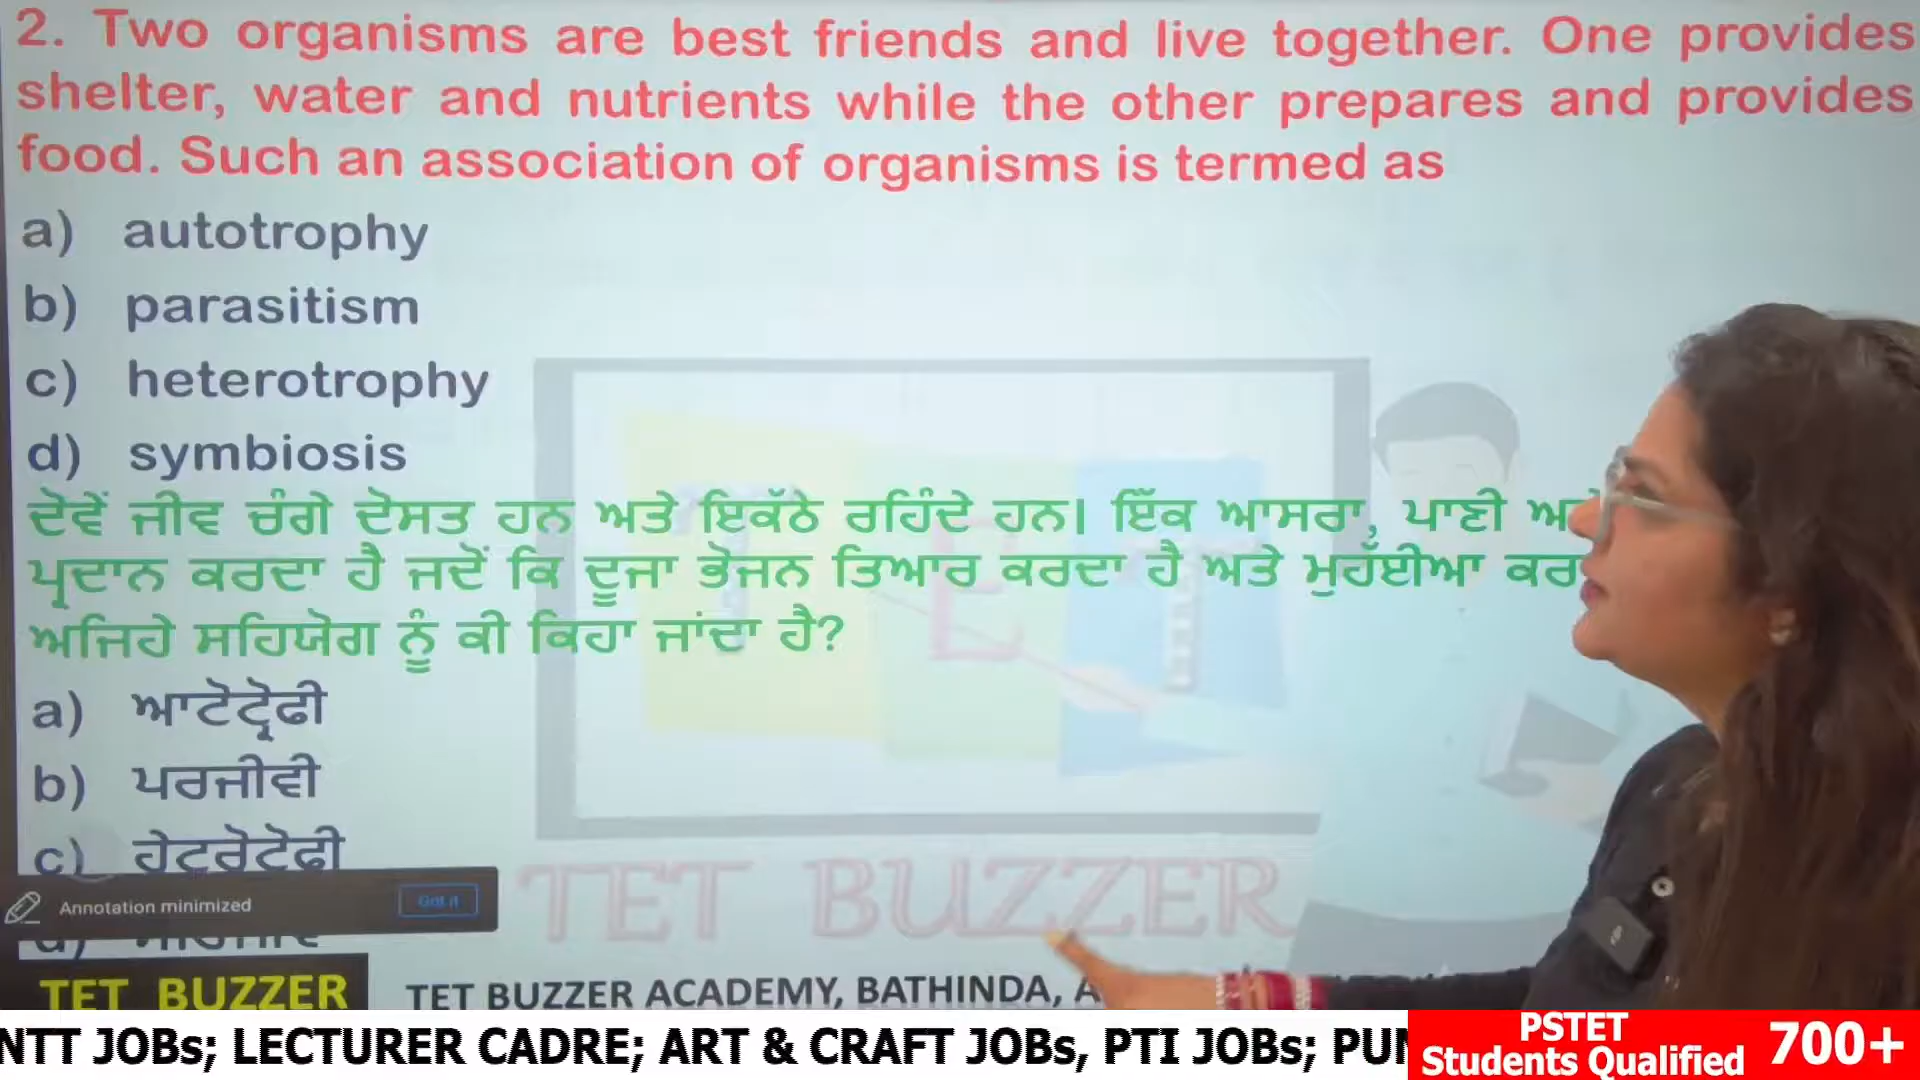 2. Two organisms are best friends and live together. One provides
shelter, water and nutrients while the other prepares and provides
food. Such an association of organisms is termed as
a) autotrophy
b) parasitism
c) heterotrophy
d) symbiosis
ਦੋਵੇਂ ਜੀਵ ਚੰਗੇ ਦੋਸਤ ਹਨ ਅਤੇ ਇਕੱਠੇ ਰਹਿੰਦੇ ਹਨ। ਇੱਕ ਆਸਰਾ, ਪਾਣੀ
ਪ੍ਰਦਾਨ ਕਰਦਾ ਹੈ ਜਦੋਂ ਕਿ ਦੂਜਾ ਭੋਜਨ ਤਿਆਰ ਕਰਦਾ ਹੈ ਅਤੇ ਮੁਹੱਈਆ
ਅਜਿਹੇ ਸਹਿਯੋਗ ਨੂੰ ਕੀ ਕਿਹਾ ਜਾਂਦਾ ਹੈ?
a) ਆਟੋਟ੍ਰੋਫੀ
b) ਪਰਜੀਵੀ
c) ਹੇਟਰੋਟੋਫੀ
Annotation minimized Got it
d)
TET
TET BUZZER
TET BUZZER TET BUZZER ACADEMY, BATHINDA,
NTT JOBs; LECTURER CADRE; ART & CRAFT JOBs, PTI JOBs;
PSTET
Students Qualified 700+